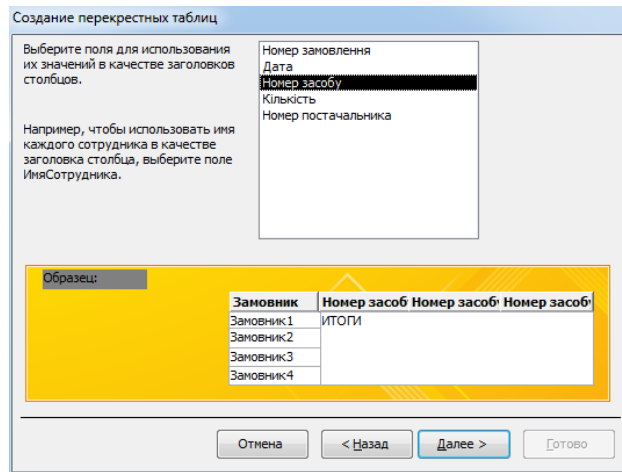 Создание перекрестных таблиц
Выберите поля для использования
их значений в качестве заголовков
столбцов.
Например, чтобы использовать имя
каждого сотрудника в качестве
заголовка столбца, выберите поле
ИмяСотрудника.
Номер замовлення
Дата
Номер засобу
Кількість
Номер постачальника
Образец:
Замовник Номер засоб Номер засоб Номер засоб
Замовник1 ИТОГИ
Замовник2
Замовник3
Замовник4
Отмена < Назад Далее > Готово